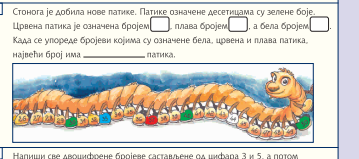 Стонога је добила нове патике. Патике означене десетицама су зелене боје.
Црвена патика је означена бројем , плава бројем , а бела бројем .
Када се упореде бројеви којима су означене бела, црвена и плава патика,
највећи број има патика.
Напиши све двоцифрене бројеве састављене од цифара 3 и 5, а потом